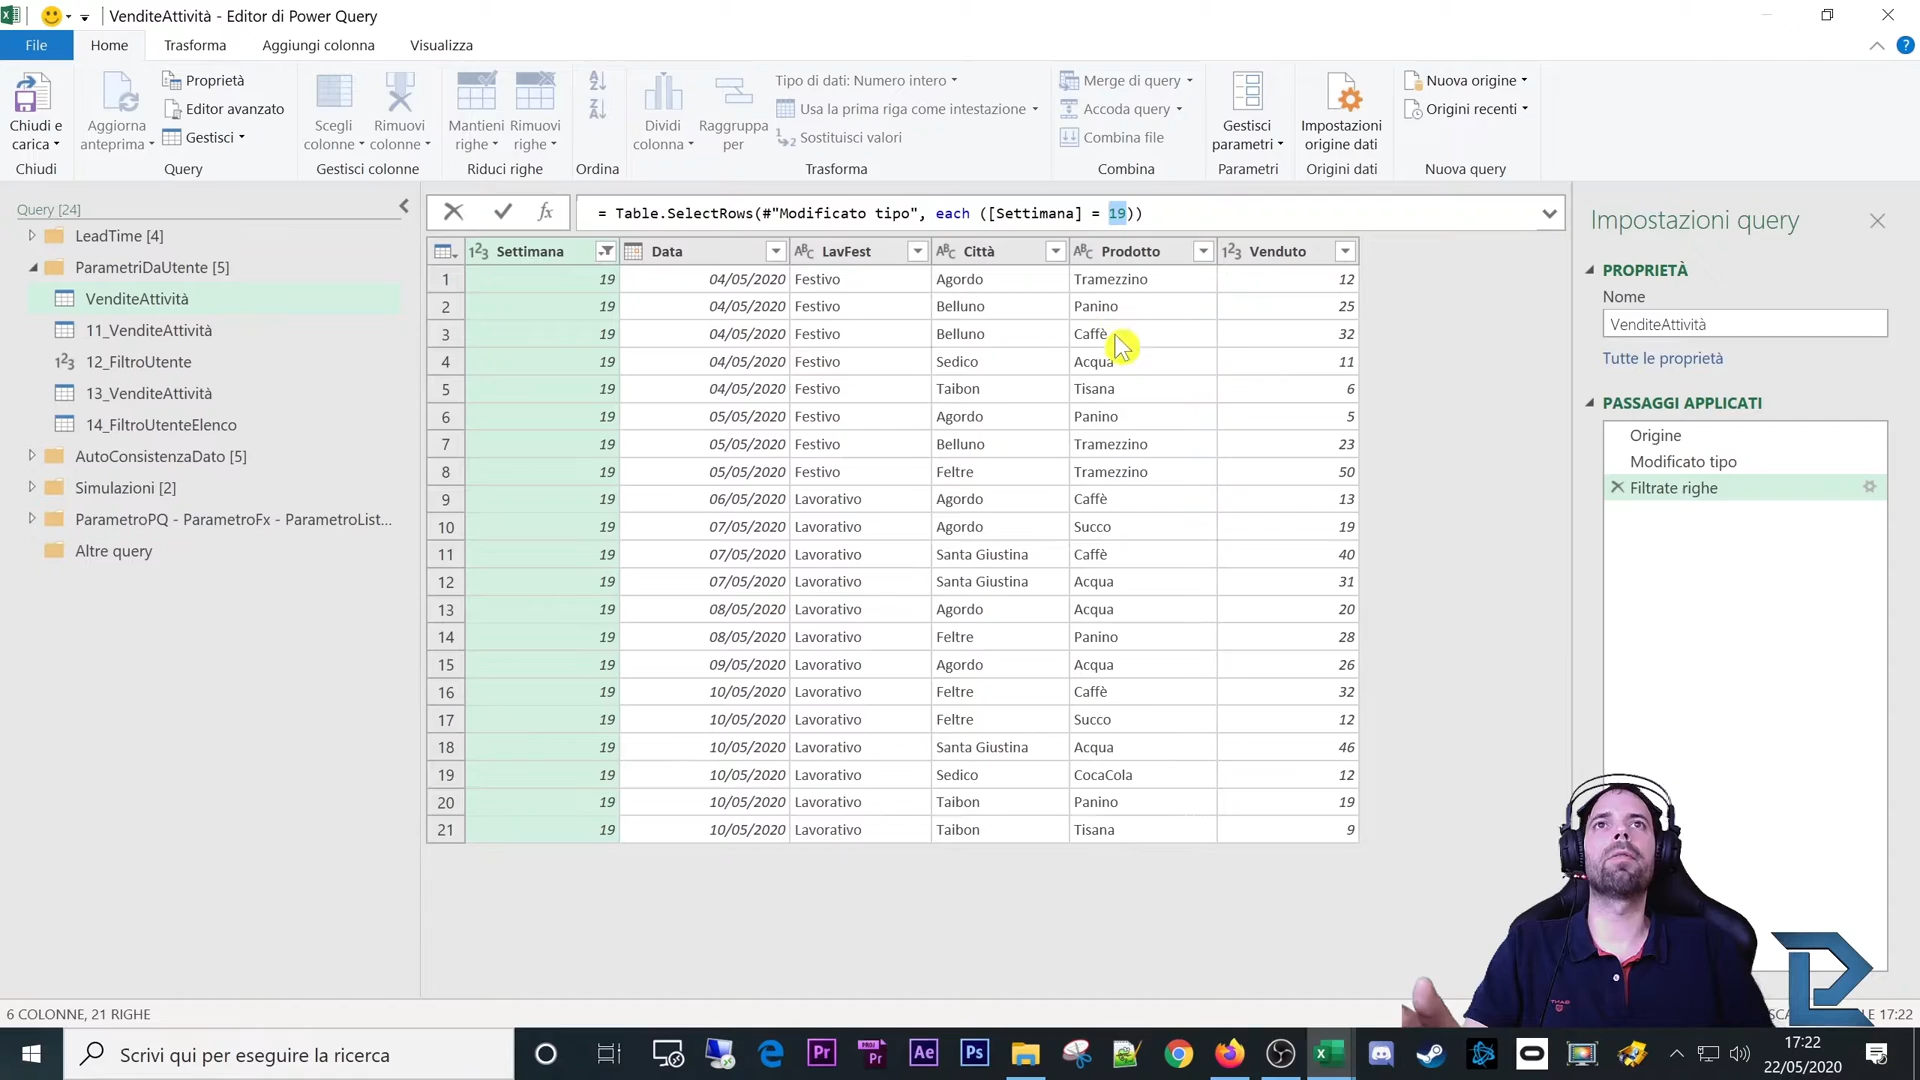 VenditeAttività - Editor di Power Query
File Home Trasforma Aggiungi colonna Visualizza
Chiudi e carica
Chiudi
Aggiorna anteprima
Proprietà
Editor avanzato
Gestisci
Query
Scegli colonne
Rimuovi colonne
Gestisci colonne
Mantieni righe
Rimuovi righe
Riduci righe
Ordina
Dividi colonna
Raggruppa per
Tipo di dati: Numero intero
Usa la prima riga come intestazione
Sostituisci valori
Trasforma
Merge di query
Accoda query
Combina file
Combina
Gestisci parametri
Parametri
Impostazioni origine dati
Origini dati
Nuova origine
Origini recenti
Nuova query
Query [24]
LeadTime [4]
ParametriDaUtente [5]
VenditeAttività
11_VenditeAttività
12_FiltroUtente
13_VenditeAttività
14_FiltroUtenteElenco
AutoConsistenzaDato [5]
Simulazioni [2]
ParametroPQ - ParametroFx - ParametroList...
Altre query
= Table.SelectRows(#"Modificato tipo", each ([Settimana] = 19))
Settimana Data LavFest Città Prodotto Venduto
1 19 04/05/2020 Festivo Agordo Tramezzino 12
2 19 04/05/2020 Festivo Belluno Panino 25
3 19 04/05/2020 Festivo Belluno Caffè 32
4 19 04/05/2020 Festivo Sedico Acqua 11
5 19 04/05/2020 Festivo Taibon Tisana 6
6 19 05/05/2020 Festivo Agordo Panino 5
7 19 05/05/2020 Festivo Belluno Tramezzino 23
8 19 05/05/2020 Festivo Feltre Tramezzino 50
9 19 06/05/2020 Lavorativo Agordo Caffè 13
10 19 07/05/2020 Lavorativo Agordo Succo 19
11 19 07/05/2020 Lavorativo Santa Giustina Caffè 40
12 19 07/05/2020 Lavorativo Santa Giustina Acqua 31
13 19 08/05/2020 Lavorativo Agordo Acqua 20
14 19 08/05/2020 Lavorativo Feltre Panino 28
15 19 09/05/2020 Lavorativo Agordo Acqua 26
16 19 10/05/2020 Lavorativo Feltre Caffè 32
17 19 10/05/2020 Lavorativo Feltre Succo 12
18 19 10/05/2020 Lavorativo Santa Giustina Acqua 46
19 19 10/05/2020 Lavorativo Sedico CocaCola 12
20 19 10/05/2020 Lavorativo Taibon Panino 19
21 19 10/05/2020 Lavorativo Taibon Tisana 9
Impostazioni query
PROPRIETÀ
Nome
VenditeAttività
Tutte le proprietà
PASSAGGI APPLICATI
Origine
Modificato tipo
Filtrate righe
6 COLONNE, 21 RIGHE
17:22
Scrivi qui per eseguire la ricerca
Pr
Pr
Ae
Ps
17:22
22/05/2020